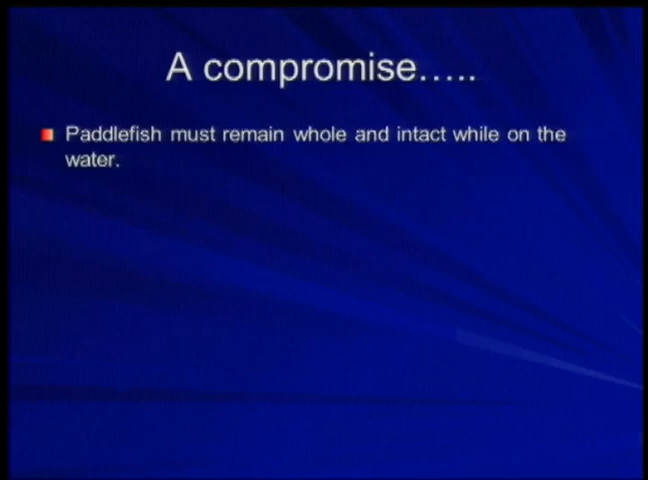 A compromise.....
Paddlefish must remain whole and intact while on the
water.